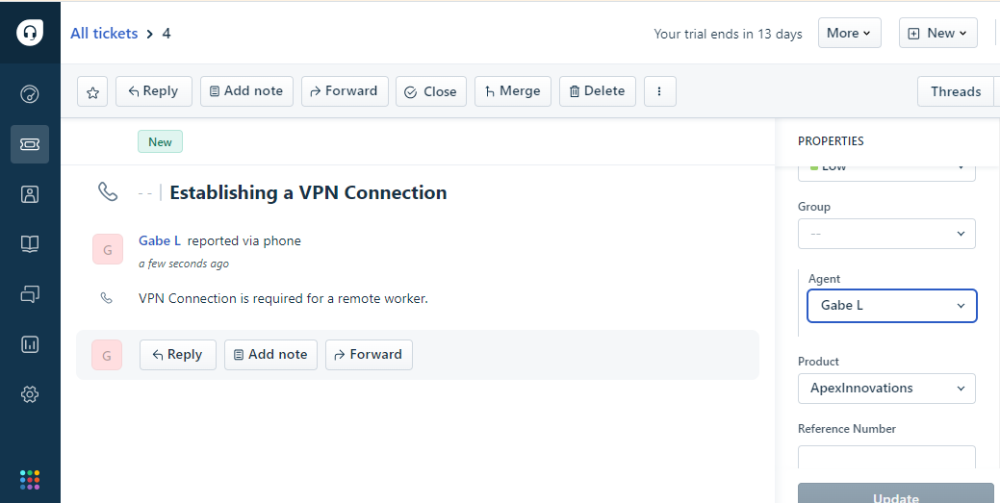 All tickets > 4
Your trial ends in 13 days
More
New
Reply
Add note
Forward
Close
Merge
Delete
Threads
New
PROPERTIES
Low
-- | Establishing a VPN Connection
Group
--
G
Gabe L reported via phone
a few seconds ago
Agent
Gabe L
VPN Connection is required for a remote worker.
G
Reply
Add note
Forward
Product
ApexInnovations
Reference Number
Update